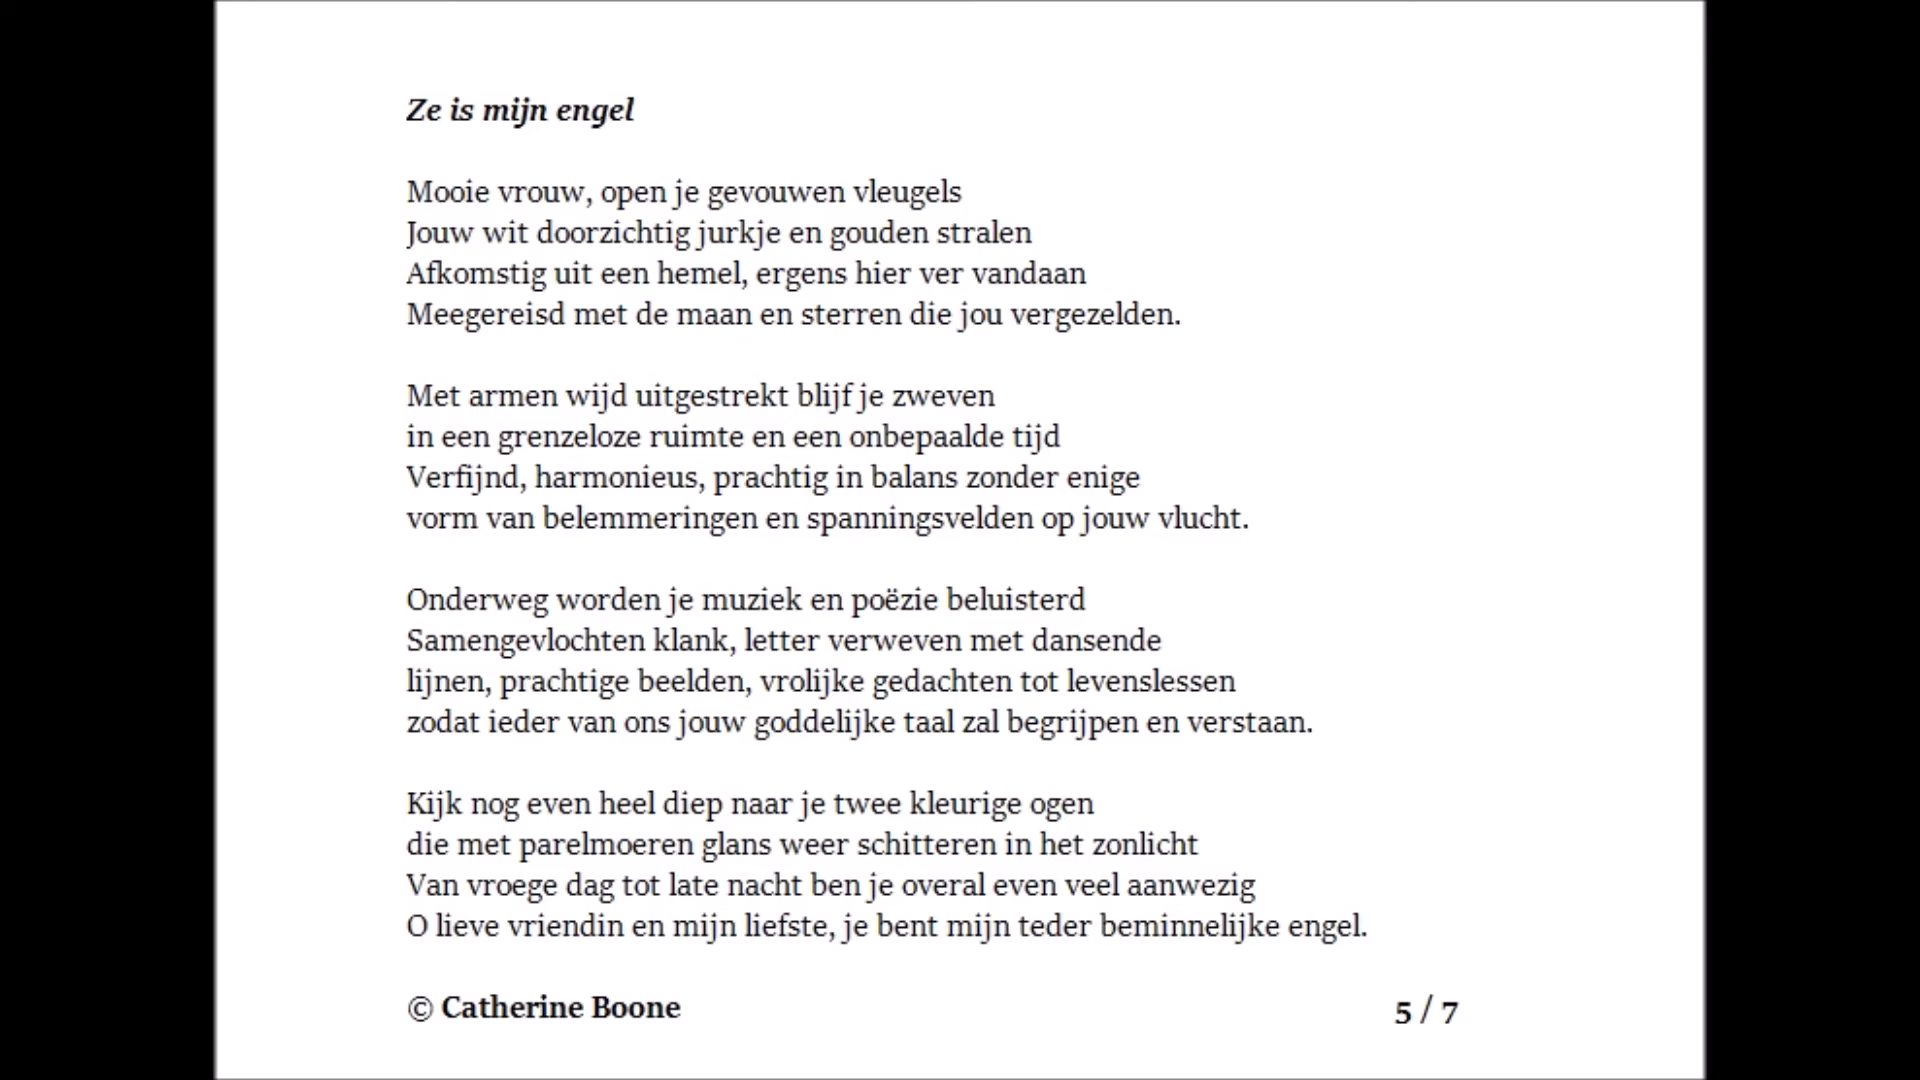 Ze is mijn engel
Mooie vrouw, open je gevouwen vleugels
Jouw wit doorzichtig jurkje en gouden stralen
Afkomstig uit een hemel, ergens hier ver vandaan
Meegereisd met de maan en sterren die jou vergezelden.
Met armen wijd uitgestrekt blijf je zweven
in een grenzeloze ruimte en een onbepaalde tijd
Verfijnd, harmonieus, prachtig in balans zonder enige
vorm van belemmeringen en spanningsvelden op jouw vlucht.
Onderweg worden je muziek en poëzie beluisterd
Samengevlochten klank, letter verweven met dansende
lijnen, prachtige beelden, vrolijke gedachten tot levenslessen
zodat ieder van ons jouw goddelijke taal zal begrijpen en verstaan.
Kijk nog even heel diep naar je twee kleurige ogen
die met parelmoeren glans weer schitteren in het zonlicht
Van vroege dag tot late nacht ben je overal even veel aanwezig
O lieve vriendin en mijn liefste, je bent mijn teder beminnelijke engel.
© Catherine Boone
5 / 7